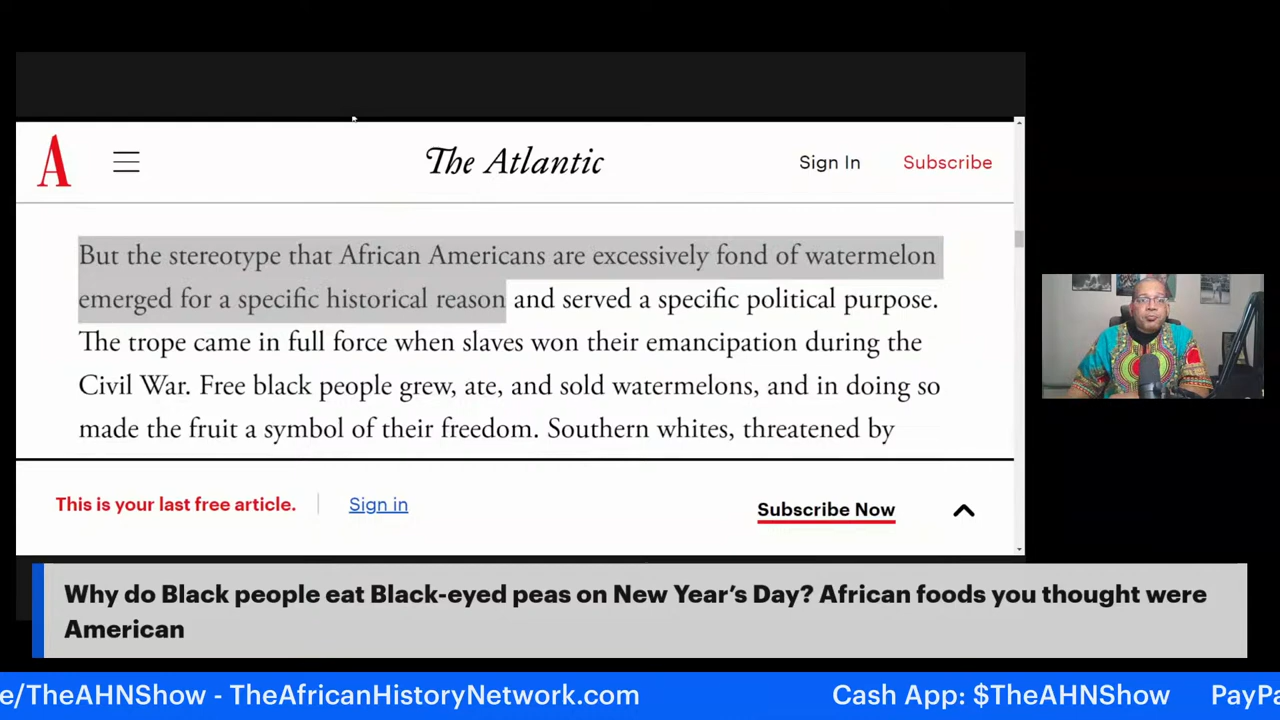 A
The Atlantic
Sign In
Subscribe
But the stereotype that African Americans are excessively fond of watermelon
emerged for a specific historical reason and served a specific political purpose.
The trope came in full force when slaves won their emancipation during the
Civil War. Free black people grew, ate, and sold watermelons, and in doing so
made the fruit a symbol of their freedom. Southern whites, threatened by
This is your last free article.
Sign in
Subscribe Now
Why do Black people eat Black-eyed peas on New Year’s Day? African foods you thought were
American
e/TheAHNShow - TheAfricanHistoryNetwork.com
Cash App: $TheAHNShow
PayPa